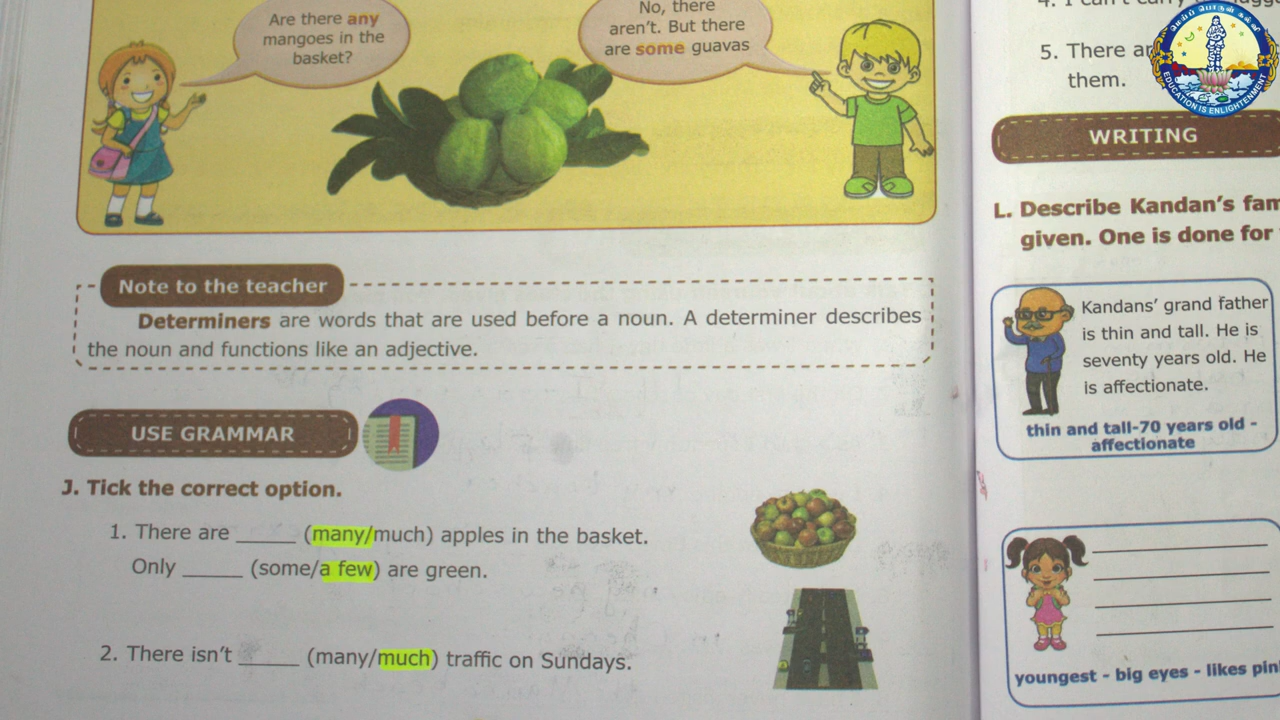 Are there any
mangoes in the
basket?
No, there
aren't. But there
are some guavas
Note to the teacher
Determiners are words that are used before a noun. A determiner describes
the noun and functions like an adjective.
USE GRAMMAR
J. Tick the correct option.
1. There are _____ (many/much) apples in the basket.
Only _____ (some/a few) are green.
2. There isn't _____ (many/much) traffic on Sundays.
4. I can't carry
5. There
them.
EDUCATION IS ENLIGHTENMENT
WRITING
L. Describe Kandan's
given. One is done for
Kandans' grand father
is thin and tall. He is
seventy years old. He
is affectionate.
thin and tall-70 years old -
affectionate
youngest - big eyes - likes